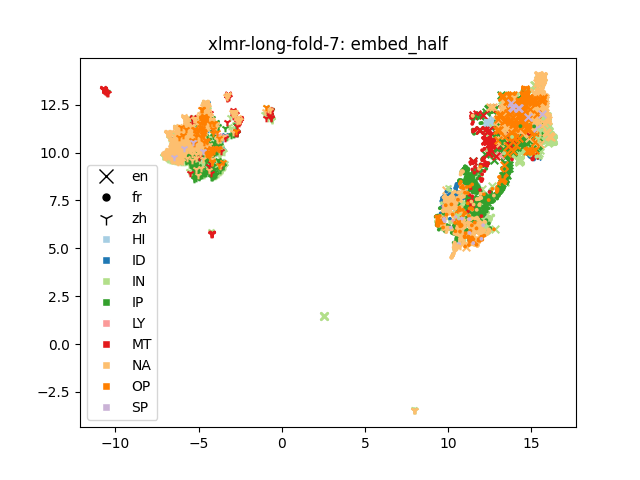 xlmr-long-fold-7: embed_half
12.5
10.0
7.5
5.0
2.5
0.0
−2.5
en
fr
zh
HI
ID
IN
IP
LY
MT
NA
OP
SP
−10
−5
0
5
10
15